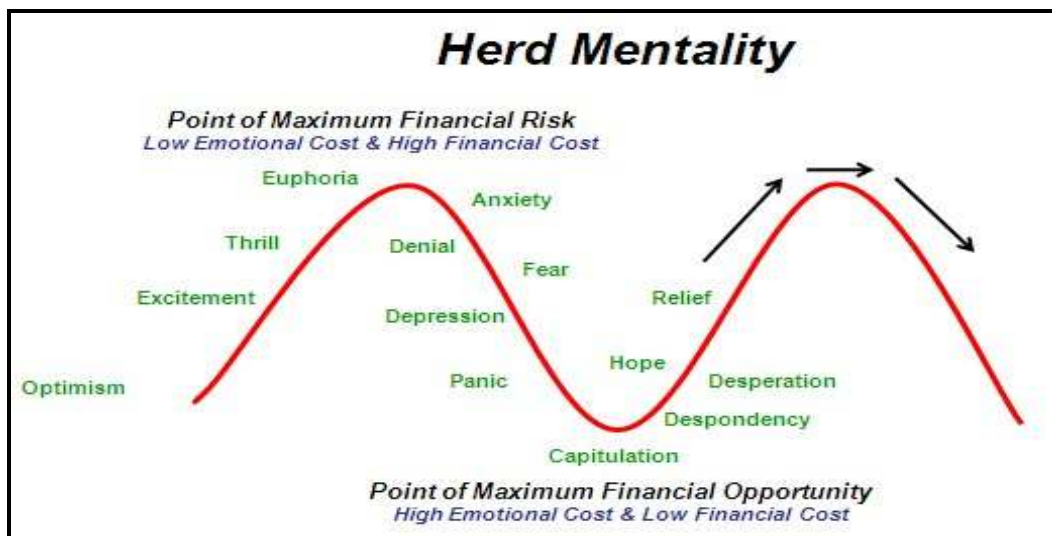 Herd Mentality
Point of Maximum Financial Risk
Low Emotional Cost & High Financial Cost
Euphoria
Anxiety
Thrill
Denial
Fear
Excitement
Relief
Depression
Hope
Panic
Desperation
Optimism
Despondency
Capitulation
Point of Maximum Financial Opportunity
High Emotional Cost & Low Financial Cost